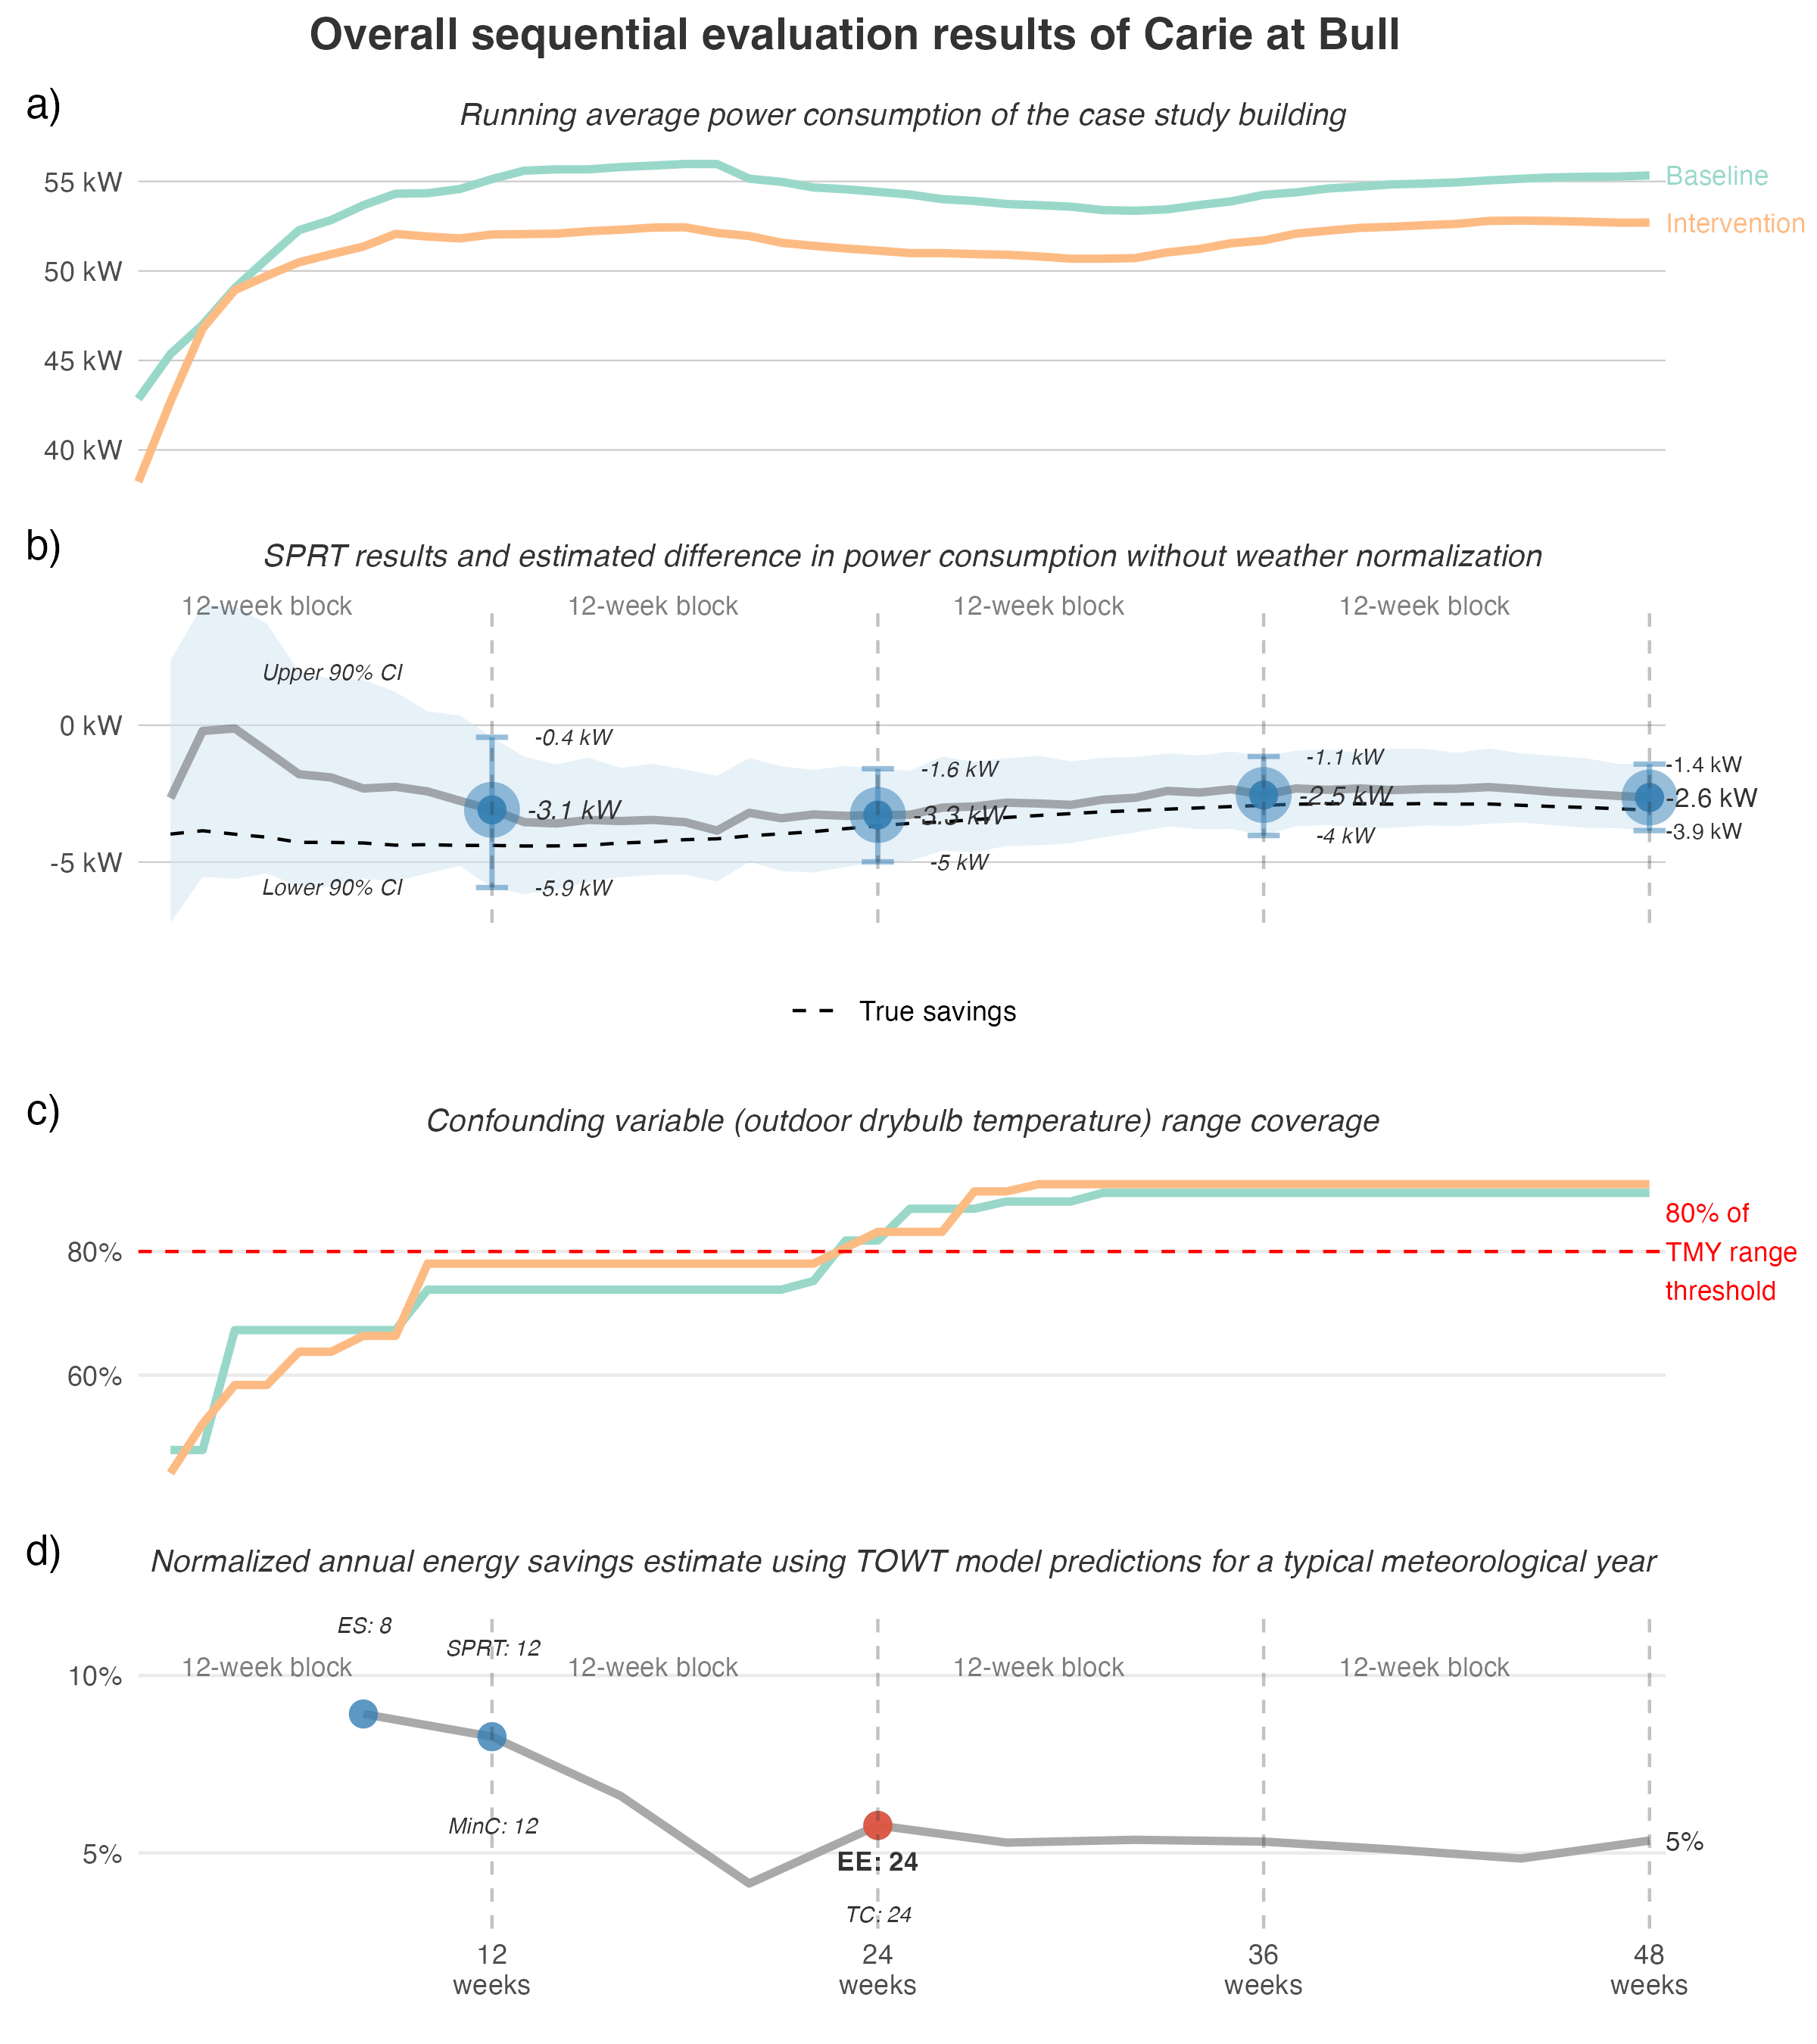 Overall sequential evaluation results of Carie at Bull
a)
Running average power consumption of the case study building
55 kW
50 kW
45 kW
40 kW
Baseline
Intervention
b)
SPRT results and estimated difference in power consumption without weather normalization
12-week block
12-week block
12-week block
12-week block
Upper 90% CI
Lower 90% CI
0 kW
-5 kW
-0.4 kW
-3.1 kW
-5.9 kW
-1.6 kW
-3.3 kW
-5 kW
-1.1 kW
-2.5 kW
-4 kW
-1.4 kW
-2.6 kW
-3.9 kW
True savings
c)
Confounding variable (outdoor drybulb temperature) range coverage
80%
60%
80% of
TMY range
threshold
d)
Normalized annual energy savings estimate using TOWT model predictions for a typical meteorological year
ES: 8
SPRT: 12
12-week block
12-week block
12-week block
12-week block
10%
5%
MinC: 12
EE: 24
TC: 24
5%
12
weeks
24
weeks
36
weeks
48
weeks